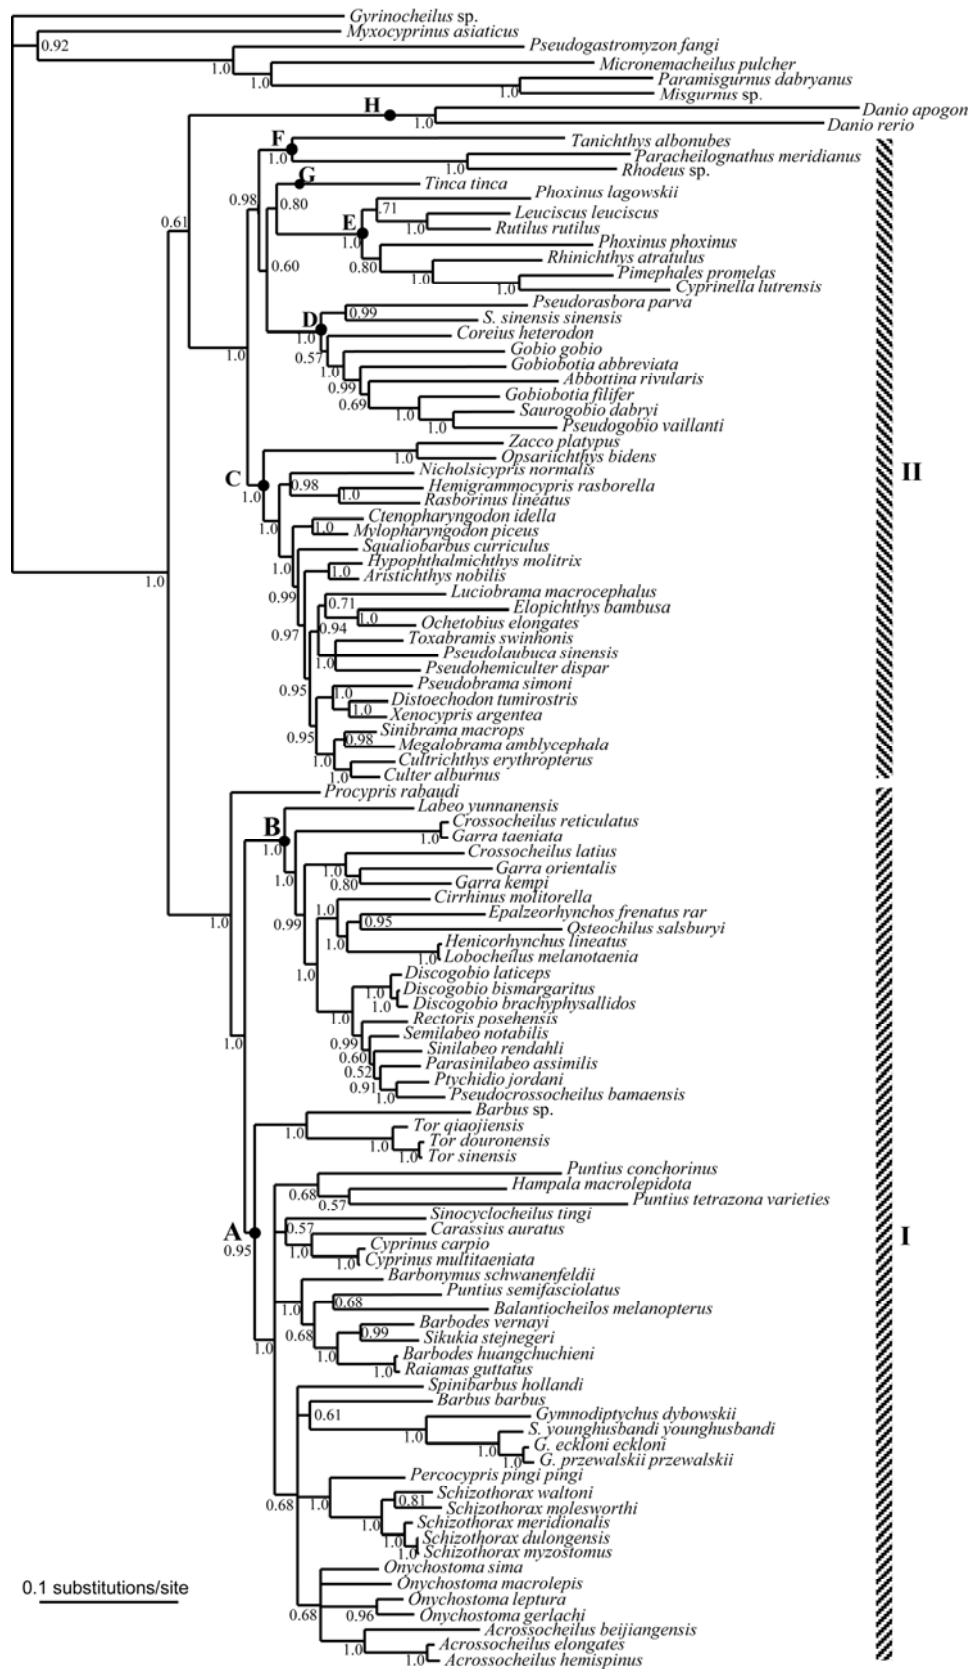 Gyrinocheilus sp.
Myxocyprinus asiaticus
0.92
Pseudogastromyzon fangi
1.0
Micronemacheilus pulcher
1.0
Paramisgurnus dabryanus
1.0
Misgurnus sp.
H
Danio apogon
1.0
Danio rerio
F
Tanichthys albonubes
1.0
Paracheilognathus meridianus
1.0
Rhodeus sp.
G
Tinca tinca
0.98
0.80
Phoxinus lagowskii
.71
Leuciscus leuciscus
0.61
E
1.0
Rutilus rutilus
1.0
Phoxinus phoxinus
Rhinichthys atratulus
0.60
0.80
Pimephales promelas
1.0
1.0
Cyprinella lutrensis
Pseudorasbora parva
0.99
D
S. sinensis sinensis
1.0
Coreius heterodon
1.0
0.57
Gobio gobio
Gobiobotia abbreviata
1.0
Abbottina rivularis
0.99
Gobiobotia filifer
0.69
Saurogobio dabryi
1.0
Pseudogobio vaillanti
1.0
Zacco platypus
1.0
Opsariichthys bidens
C
Nicholsicypris normalis
II
1.0
0.98
Hemigrammocypris rasborella
1.0
Rasborinus lineatus
Ctenopharyngodon idella
1.0
1.0
Mylopharyngodon piceus
Squaliobarbus curriculus
1.0
Hypophthalmichthys molitrix
1.0
Aristichthys nobilis
1.0
0.99
Luciobrama macrocephalus
0.71
Elopichthys bambusa
1.0
Ochetobius elongates
0.97
0.94
Toxabramis swinhonis
Pseudolaubuca sinensis
1.0
Pseudohemiculter dispar
0.95
Pseudobrama simoni
1.0
Distoechodon tumirostris
1.0
Xenocypris argentea
Sinibrama macrops
0.95
0.98
Megalobrama amblycephala
Cultrichthys erythropterus
1.0
1.0
Culter alburnus
Procypris rabaudi
Labeo yunnanensis
B
Crossocheilus reticulatus
1.0
Garra taeniata
1.0
Crossocheilus latius
1.0
1.0
Garra orientalis
0.80
Garra kempi
Cirrhinus molitorella
1.0
1.0
Epalzeorhynchos frenatus rar
0.99
0.95
Osteochilus salsburyi
1.0
Henicorhynchus lineatus
1.0
Lobocheilus melanotaenia
1.0
Discogobio laticeps
1.0
Discogobio bismargaritus
1.0
Discogobio brachyphysallidos
1.0
Rectoris posehensis
1.0
Semilabeo notabilis
0.99
Sinilabeo rendahli
0.60
Parasinilabeo assimilis
0.52
Ptychidio jordani
0.91
1.0
Pseudocrossocheilus bamaensis
Barbus sp.
1.0
Tor qiaojiensis
1.0
Tor douronensis
1.0
Tor sinensis
Puntius conchorinus
0.68
Hampala macrolepidota
0.57
Puntius tetrazona varieties
Sinocyclocheilus tingi
0.57
Carassius auratus
A
I
0.95
1.0
Cyprinus carpio
1.0
Cyprinus multitaeniata
Barbonymus schwanenfeldii
Puntius semifasciolatus
1.0
0.68
Balantiocheilos melanopterus
Barbodes vernayi
0.68
0.99
Sikukia stejnegeri
1.0
1.0
Barbodes huangchuchieni
1.0
Raiamas guttatus
Spinibarbus hollandi
Barbus barbus
0.61
Gymnodiptychus dybowskii
1.0
S. younghusbandi younghusbandi
1.0
G. eckloni eckloni
1.0
G. przewalskii przewalskii
Percocypris pingi pingi
0.68
1.0
Schizothorax waltoni
0.81
Schizothorax molesworthi
1.0
Schizothorax meridionalis
1.0
Schizothorax dulongensis
1.0
Schizothorax myzostomus
Onychostoma sima
Onychostoma macrolepis
0.1 substitutions/site
Onychostoma leptura
0.68
0.96
Onychostoma gerlachi
Acrossocheilus beijiangensis
1.0
Acrossocheilus elongates
1.0
Acrossocheilus hemispinus